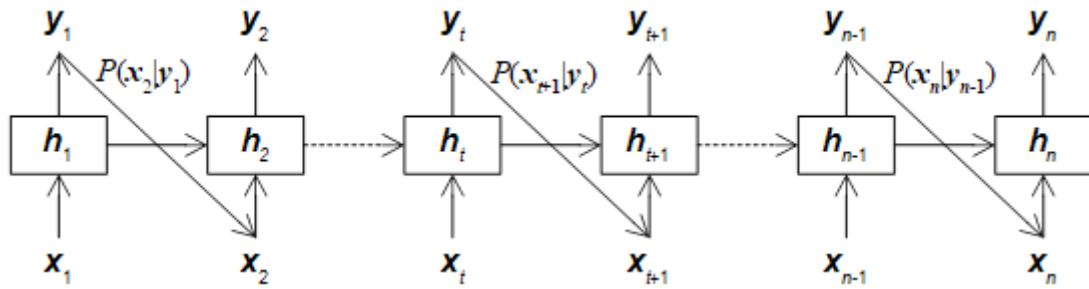 y₁ y₂ yₜ yₜ₊₁ yₙ₋₁ yₙ
P(x₂|y₁) P(xₜ₊₁|yₜ) P(xₙ|yₙ₋₁)
h₁ h₂ hₜ hₜ₊₁ hₙ₋₁ hₙ
x₁ x₂ xₜ xₜ₊₁ xₙ₋₁ xₙ